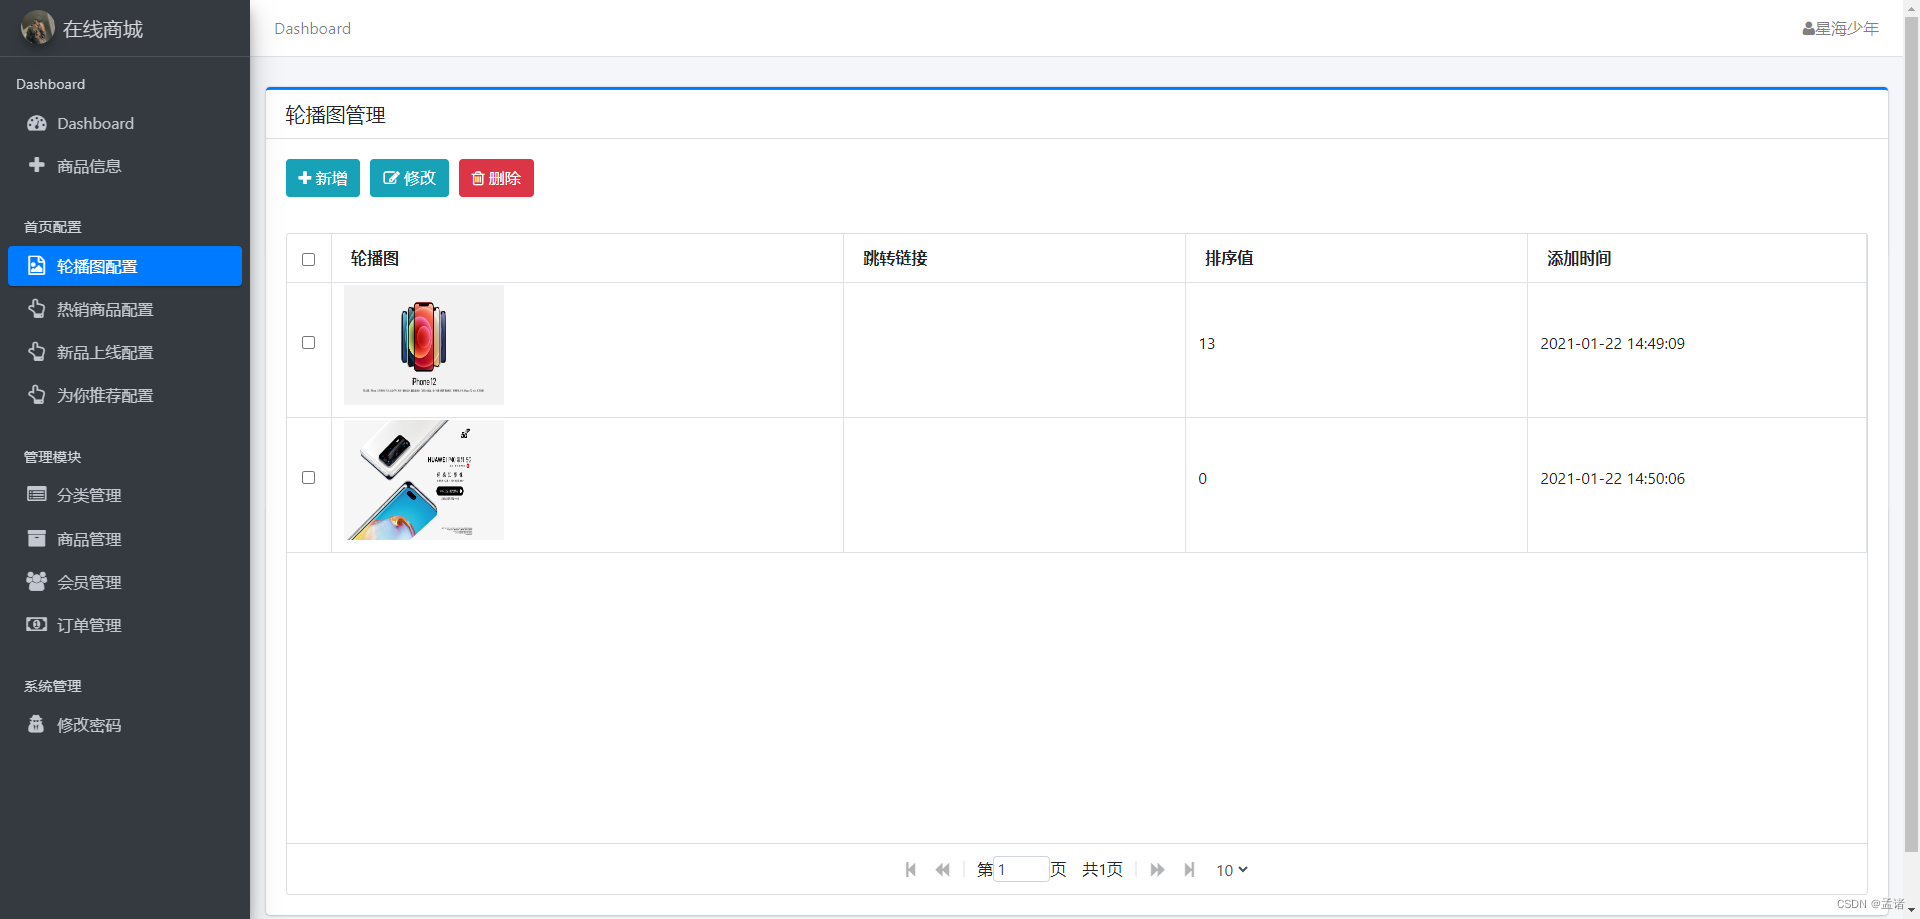 在线商城
Dashboard
星海少年
Dashboard
Dashboard
商品信息
首页配置
轮播图配置
热销商品配置
新品上线配置
为你推荐配置
管理模块
分类管理
商品管理
会员管理
订单管理
系统管理
修改密码
轮播图管理
新增 修改 删除
轮播图 跳转链接 排序值 添加时间
iPhone12
13 2021-01-22 14:49:09
0 2021-01-22 14:50:06
第 1 页 共1页 10
CSDN @孟诸